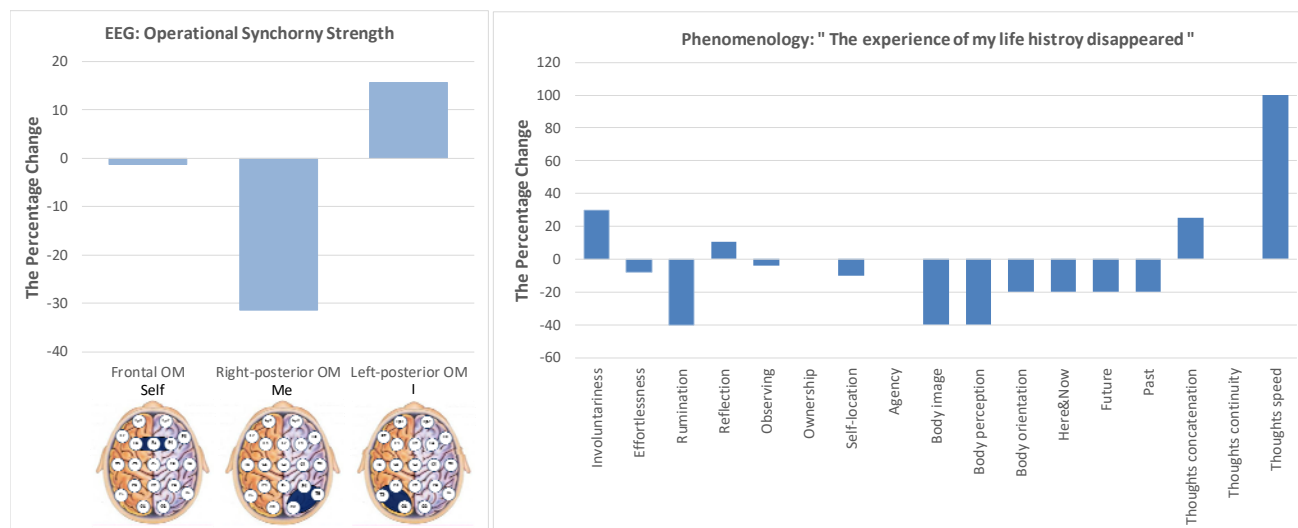 EEG: Operational Synchorny Strength
The Percentage Change
20
10
0
-10
-20
-30
-40
Frontal OM
Self
Right-posterior OM
Me
Left-posterior OM
I
Phenomenology: " The experience of my life histroy disappeared "
The Percentage Change
120
100
80
60
40
20
0
-20
-40
-60
Involuntariness
Effortlessness
Rumination
Reflection
Observing
Ownership
Self-location
Agency
Body image
Body perception
Body orientation
Here&Now
Future
Past
Thoughts concatenation
Thoughts continuity
Thoughts speed